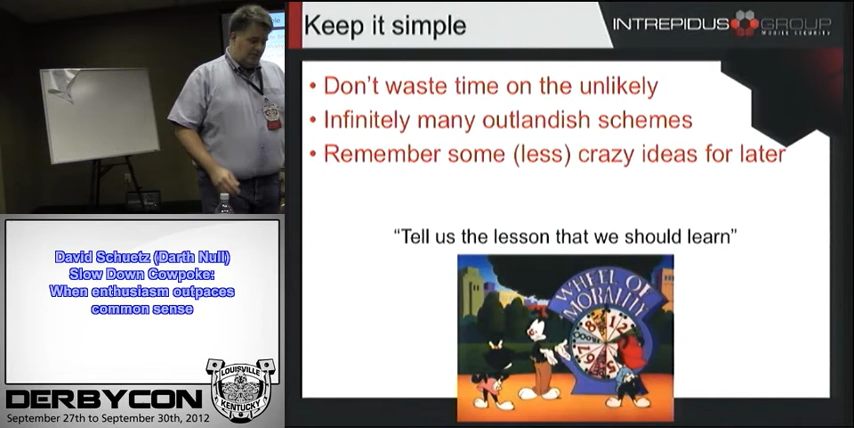 Keep it simple
INTREPIDUS GROUP
MOBILE SECURITY
• Don't waste time on the unlikely
• Infinitely many outlandish schemes
• Remember some (less) crazy ideas for later
"Tell us the lesson that we should learn"
WHEEL OF
MORALITY
David Schuetz (Darth Null)
Slow Down Cowpoke:
When enthusiasm outpaces
common sense
LOUISVILLE
KENTUCKY
DERBYCON
September 27th to September 30th, 2012